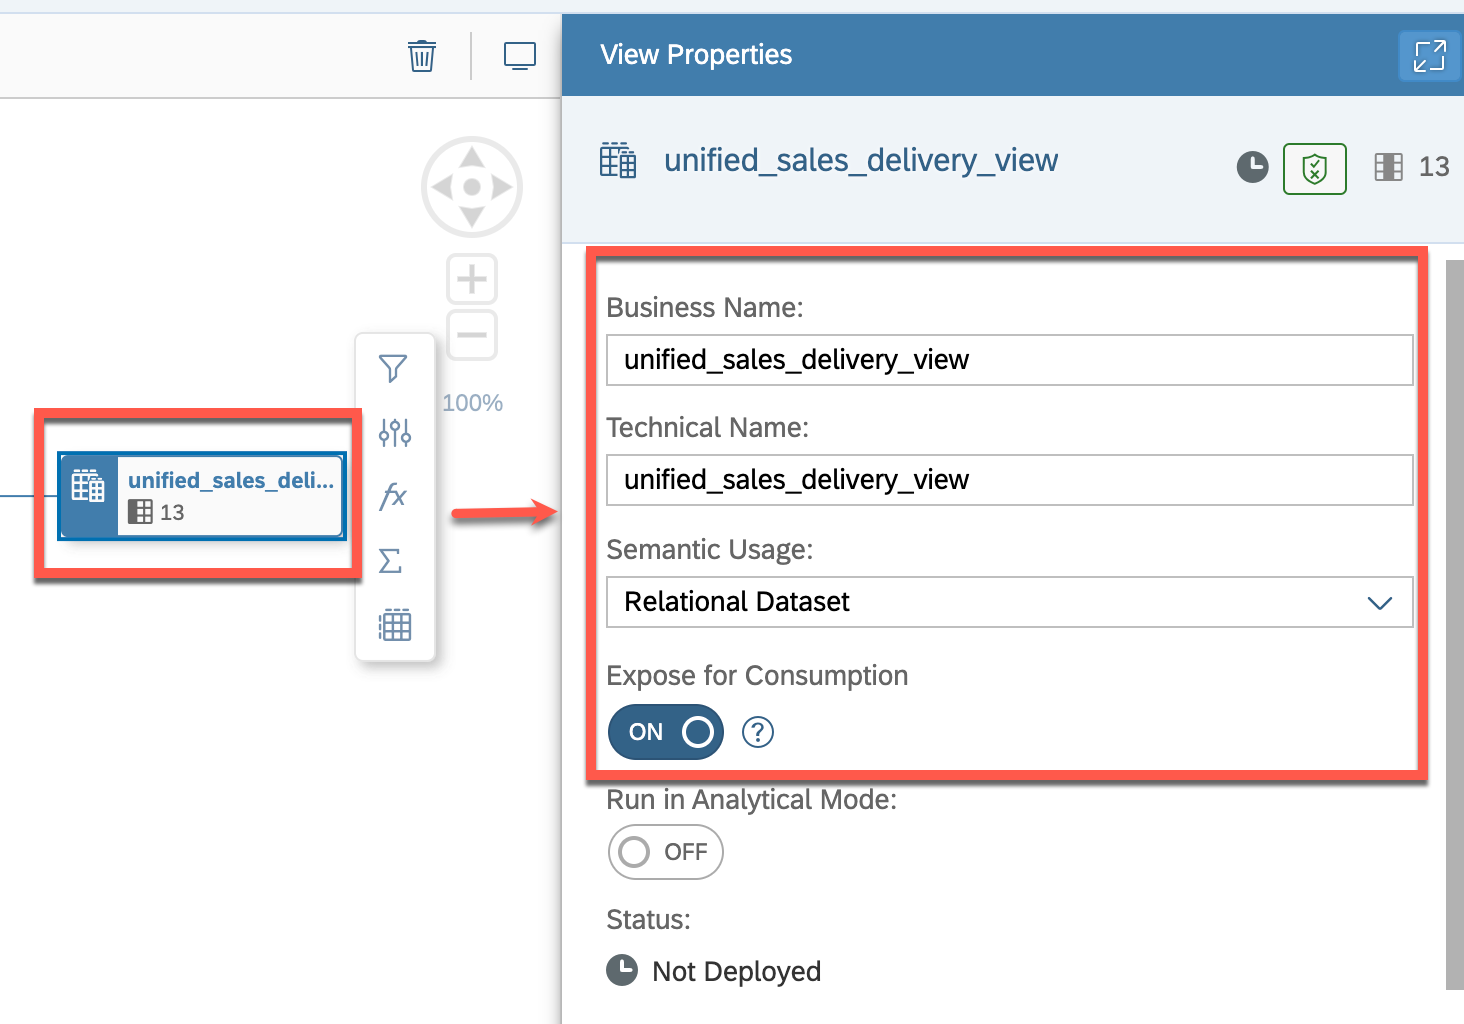 View Properties
unified_sales_delivery_view
13
Business Name:
unified_sales_delivery_view
Technical Name:
unified_sales_delivery_view
Semantic Usage:
Relational Dataset
Expose for Consumption
ON
Run in Analytical Mode:
OFF
Status:
Not Deployed
100%
unified_sales_deli...
13
fx
Σ